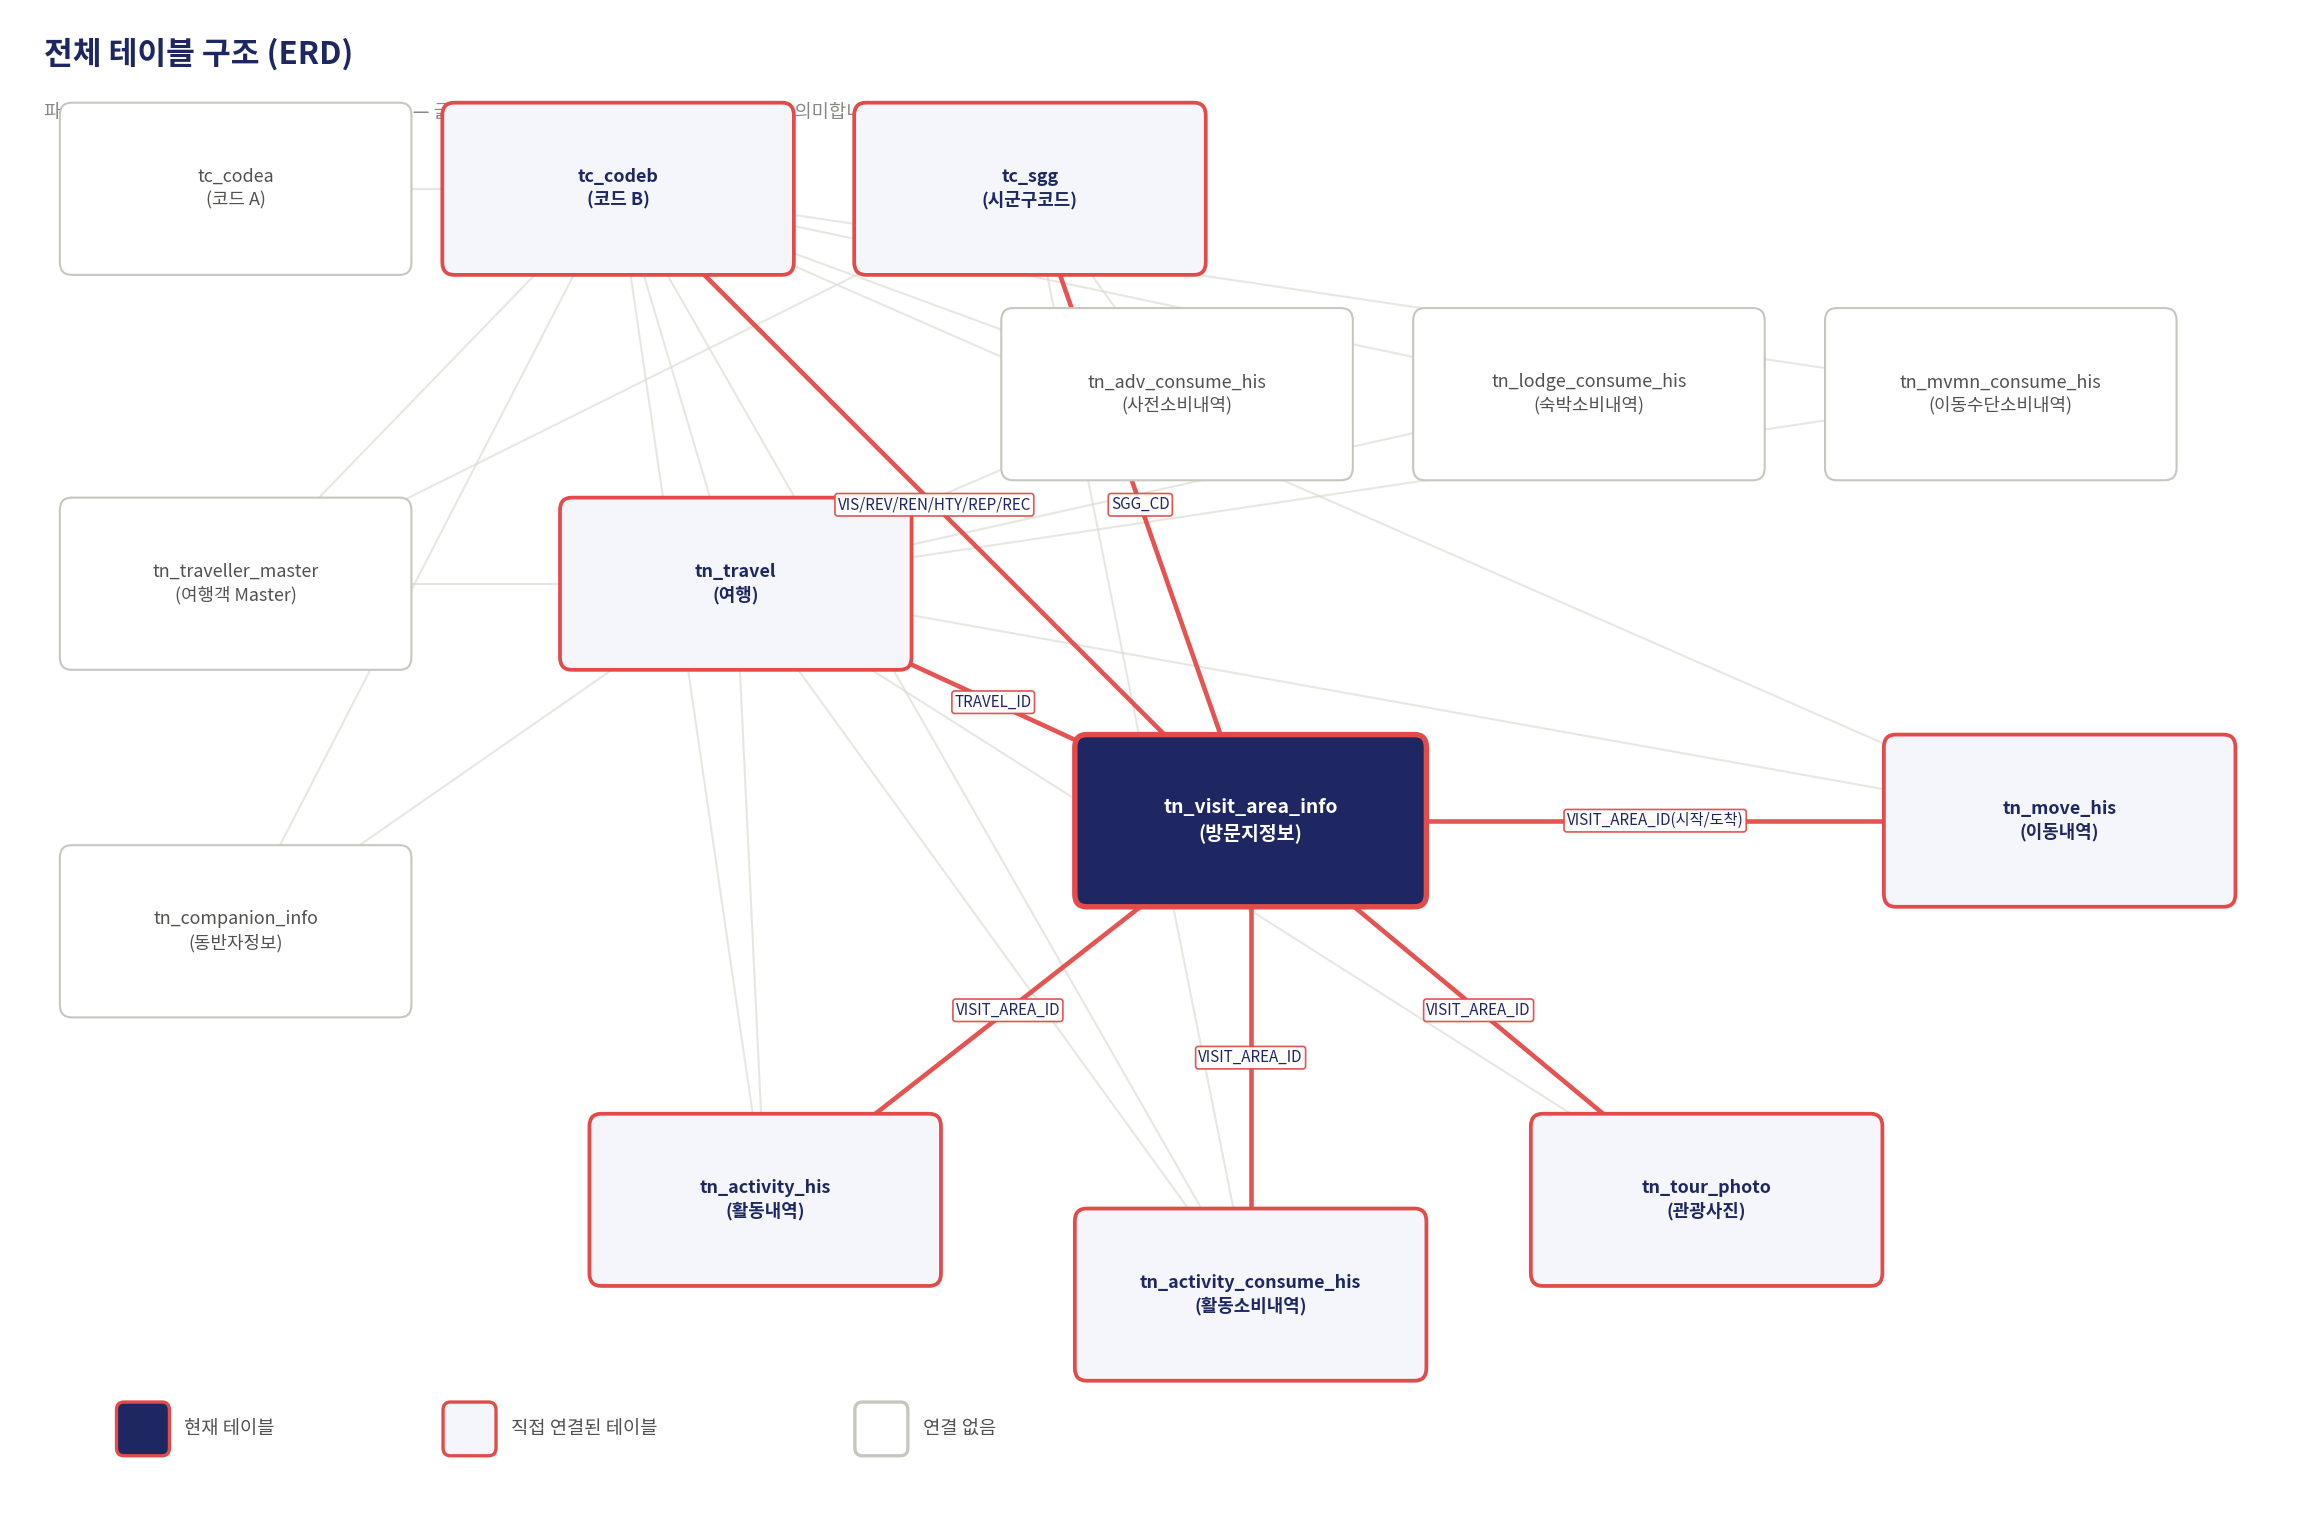 전체 테이블 구조 (ERD)
의미합
tc_codea
(코드 A)
tc_codeb
(코드 B)
tc_sgg
(시군구코드)
tn_adv_consume_his
(사전소비내역)
tn_lodge_consume_his
(숙박소비내역)
tn_mvmn_consume_his
(이동수단소비내역)
VIS/REV/REN/HTY/REP/REC
SGG_CD
tn_traveller_master
(여행객 Master)
tn_travel
(여행)
TRAVEL_ID
tn_visit_area_info
(방문지정보)
VISIT_AREA_ID(시작/도착)
tn_move_his
(이동내역)
tn_companion_info
(동반자정보)
VISIT_AREA_ID
VISIT_AREA_ID
VISIT_AREA_ID
tn_activity_his
(활동내역)
tn_tour_photo
(관광사진)
tn_activity_consume_his
(활동소비내역)
현재 테이블
직접 연결된 테이블
연결 없음